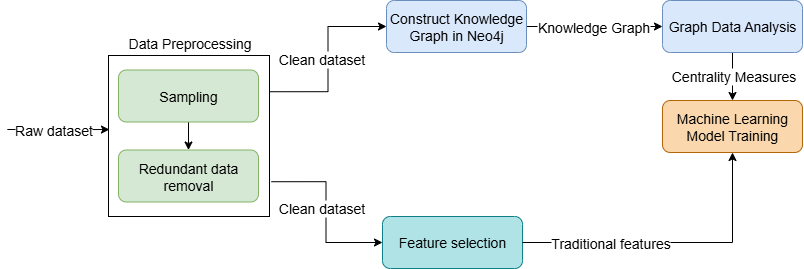 Data Preprocessing
Sampling
Redundant data
removal
Raw dataset
Clean dataset
Construct Knowledge
Graph in Neo4j
Knowledge Graph
Graph Data Analysis
Centrality Measures
Machine Learning
Model Training
Clean dataset
Feature selection
Traditional features